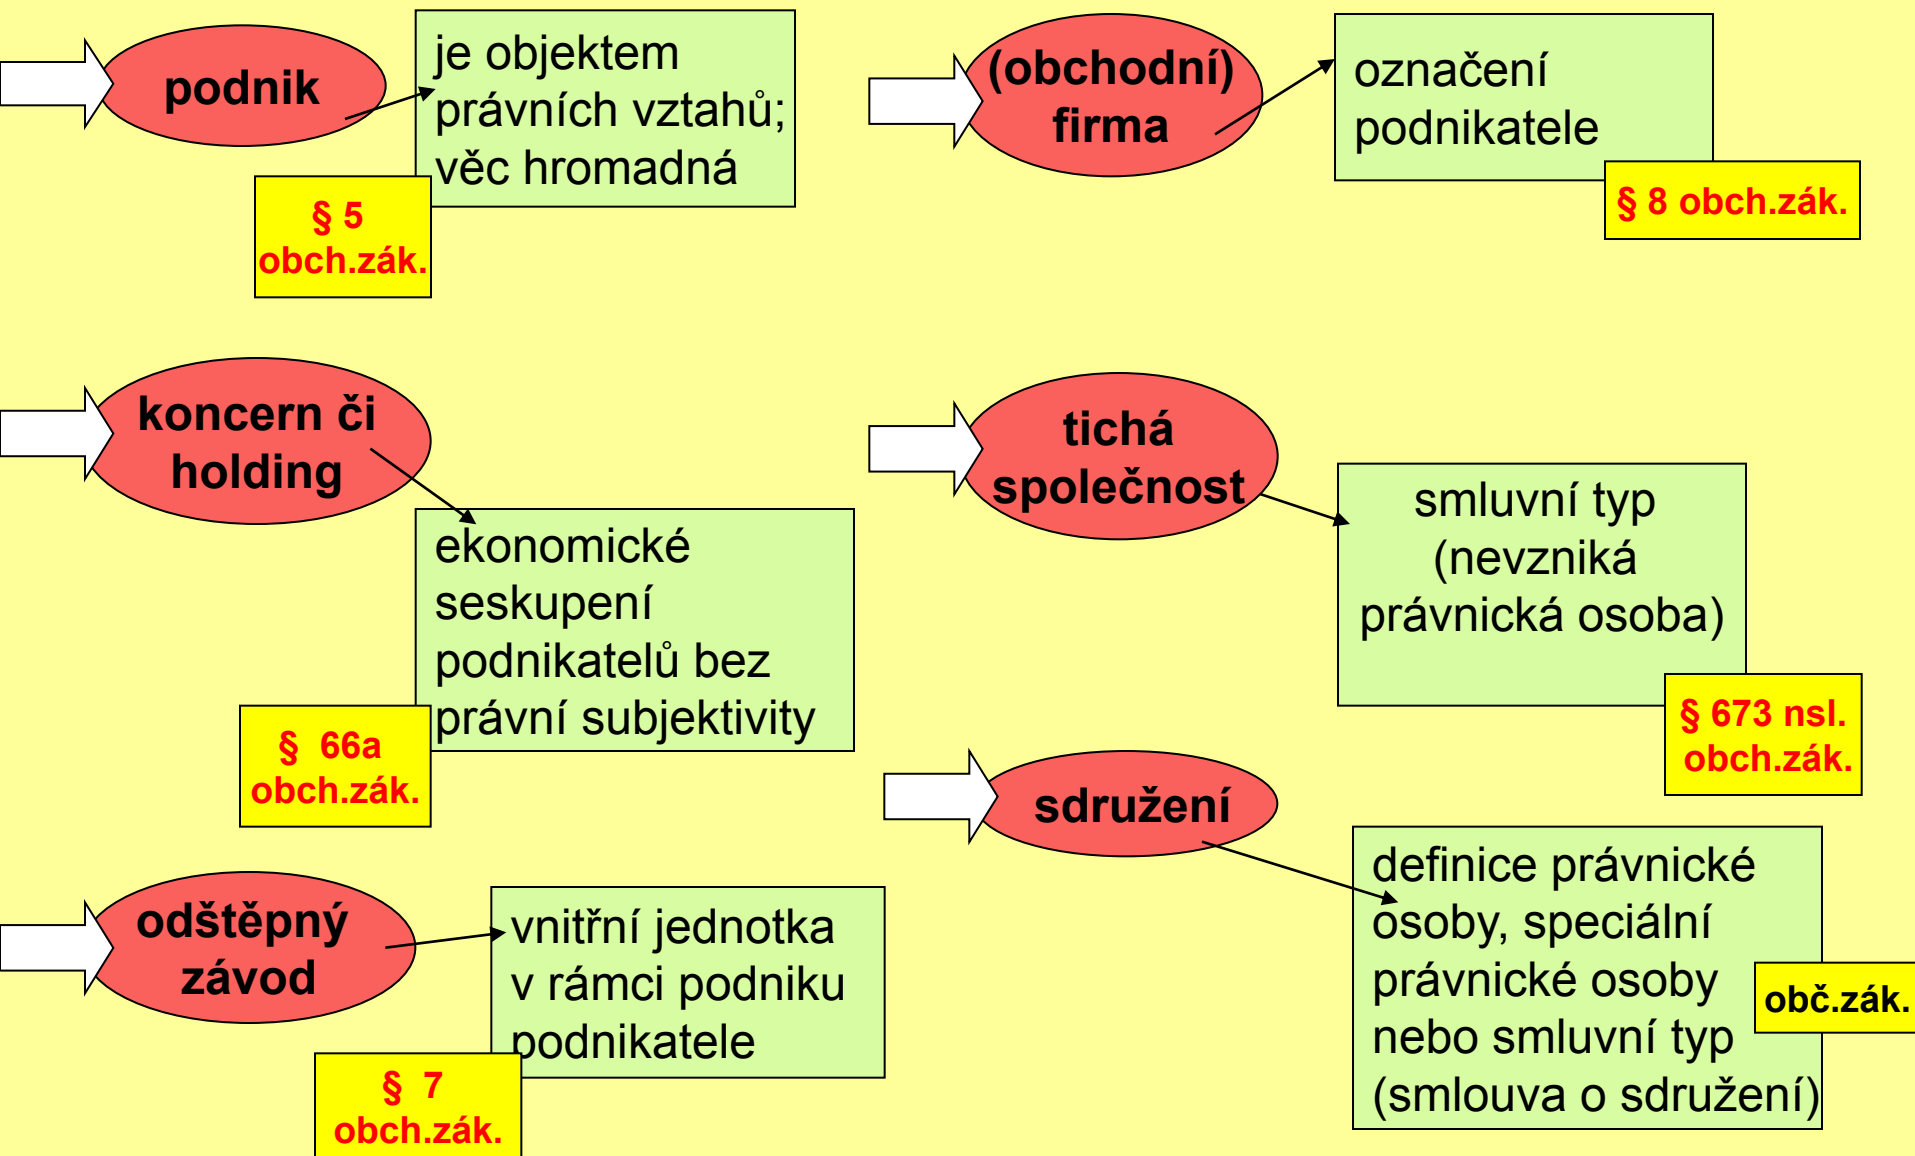 podnik
je objektem
právních vztahů;
věc hromadná
§ 5
obch.zák.
(obchodní)
firma
označení
podnikatele
§ 8 obch.zák.
koncern či
holding
ekonomické
seskupení
podnikatelů bez
právní subjektivity
§  66a
obch.zák.
tichá
společnost
smluvní typ
(nevzniká
právnická osoba)
§ 673 nsl.
obch.zák.
odštěpný
závod
vnitřní jednotka
v rámci podniku
podnikatele
§  7
obch.zák.
sdružení
definice právnické
osoby, speciální
právnické osoby
nebo smluvní typ
(smlouva o sdružení)
obč.zák.